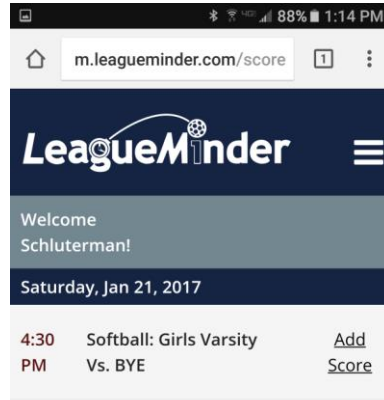 88% 1:14 PM
m.leagueminder.com/score 1
LeagueMinder
Welcome
Schluterman!
Saturday, Jan 21, 2017
4:30 Softball: Girls Varsity Add
PM Vs. BYE Score